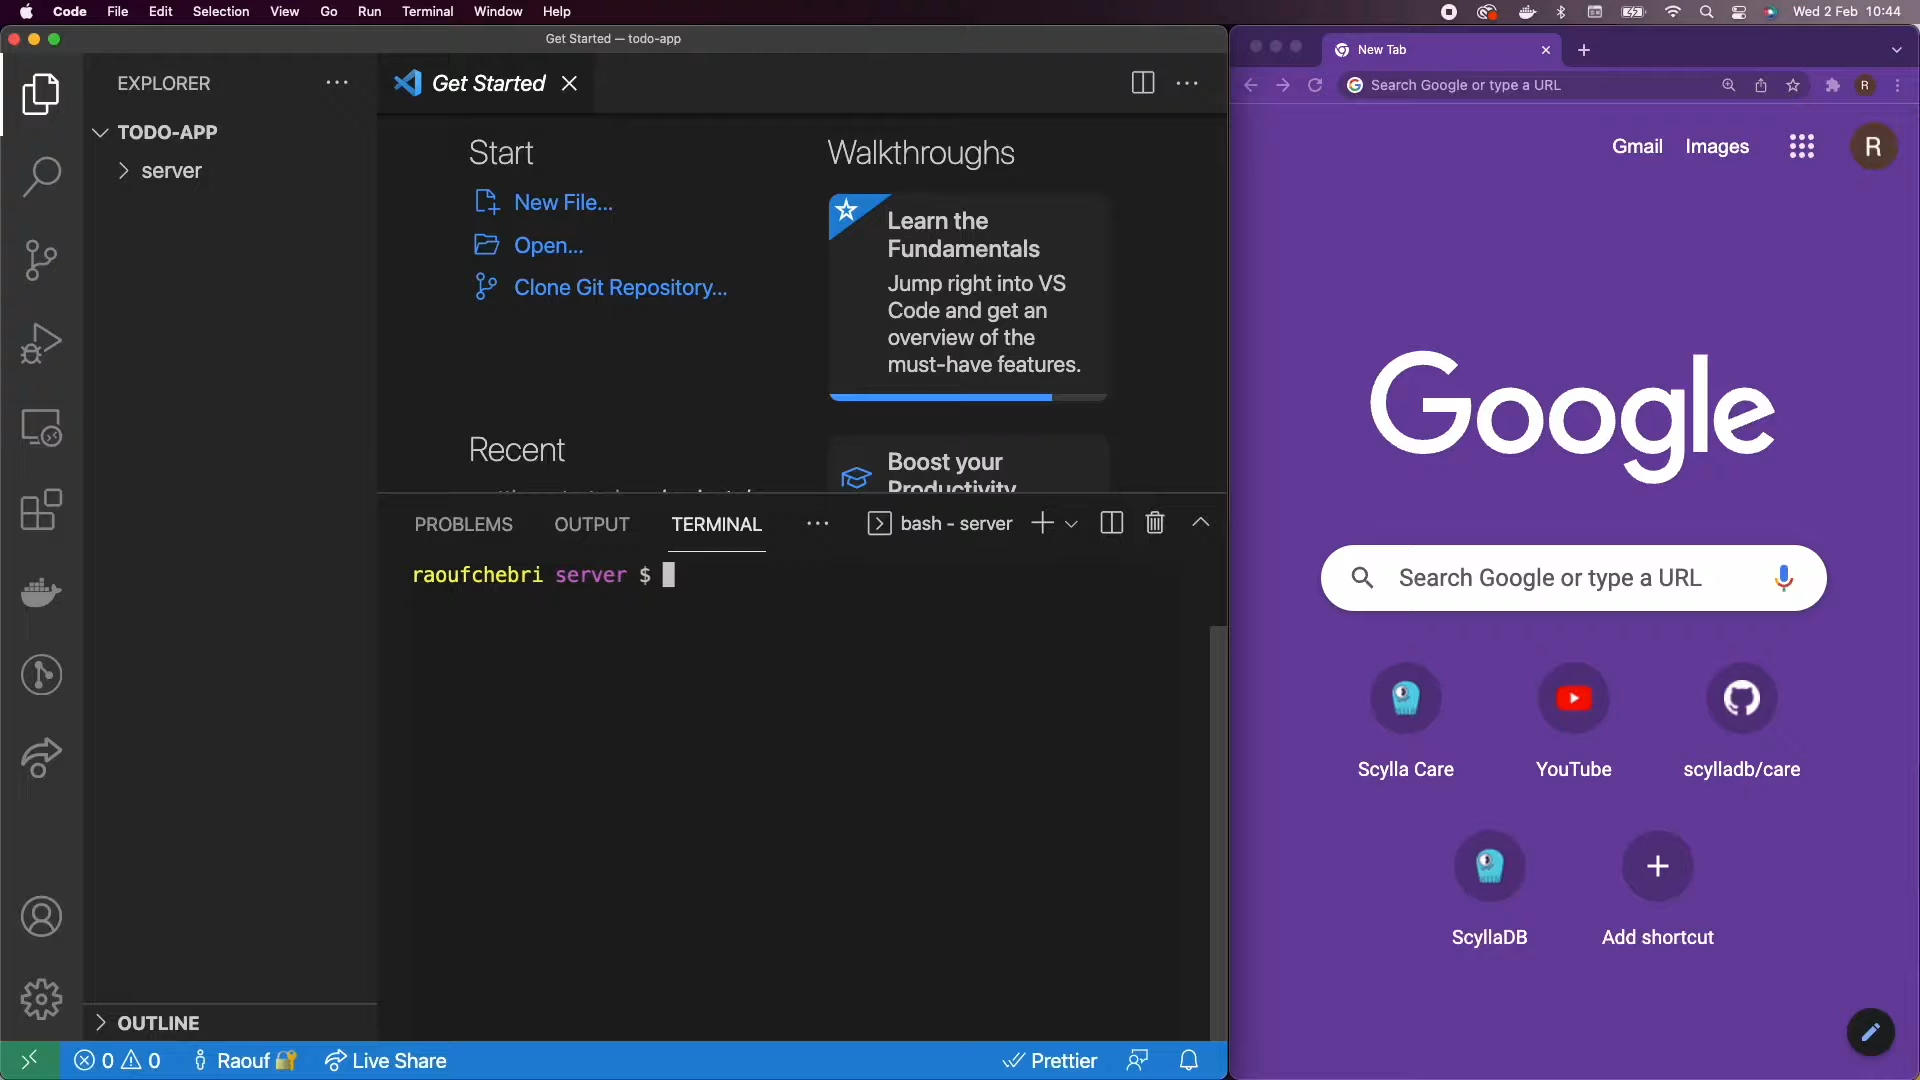 Code File Edit Selection View Go Run Terminal Window Help
Wed 2 Feb 10:44
Get Started — todo-app
EXPLORER
TODO-APP
server
OUTLINE
Get Started
Start
New File...
Open...
Clone Git Repository...
Recent
Walkthroughs
Learn the
Fundamentals
Jump right into VS
Code and get an
overview of the
must-have features.
Boost your
Productivity
PROBLEMS OUTPUT TERMINAL
bash - server
raoufchebri server $
0 0 Raouf Live Share Prettier
New Tab
Search Google or type a URL
R
Gmail Images R
Google
Search Google or type a URL
Scylla Care YouTube scylladb/care
ScyllaDB Add shortcut